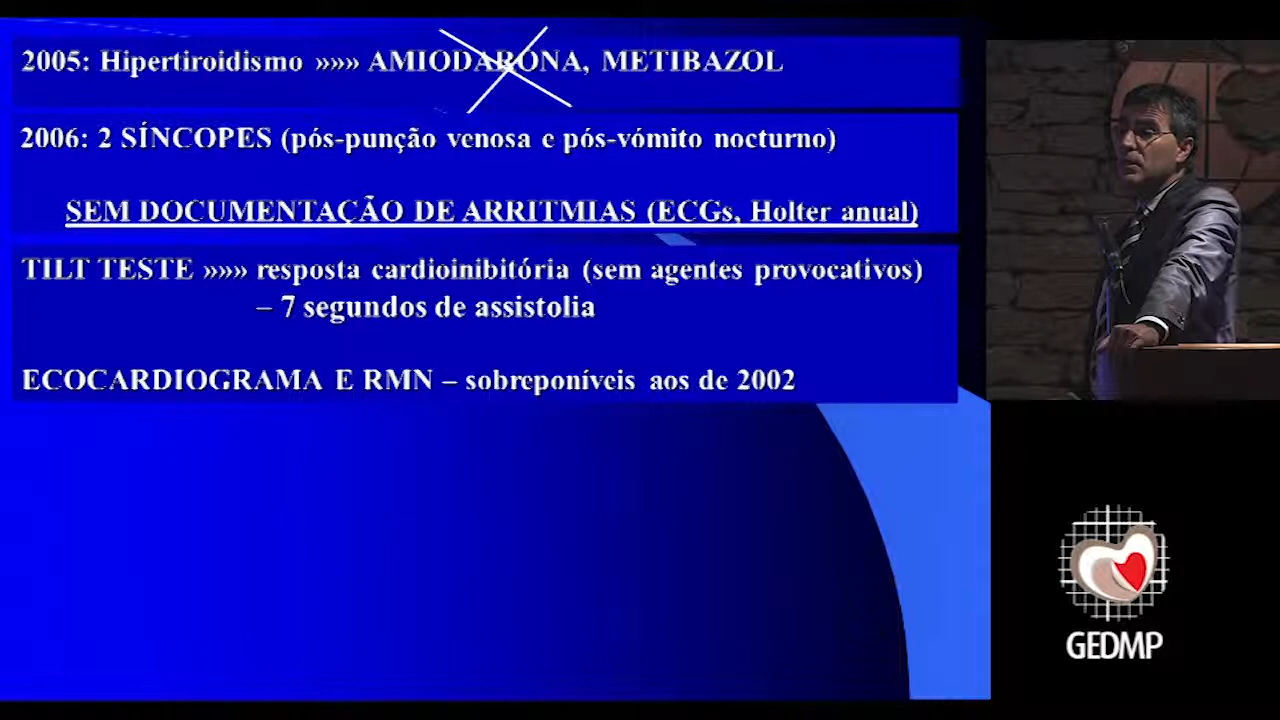 2005: Hipertiroidismo »»» AMIODARONA, METIBAZOL
2006: 2 SÍNCOPES (pós-punção venosa e pós-vómito nocturno)
SEM DOCUMENTAÇÃO DE ARRITMIAS (ECGs, Holter anual)
TILT TESTE »»» resposta cardioinibitória (sem agentes provocativos)
– 7 segundos de assistolia
ECOCARDIOGRAMA E RMN – sobreponíveis aos de 2002
GEDMP